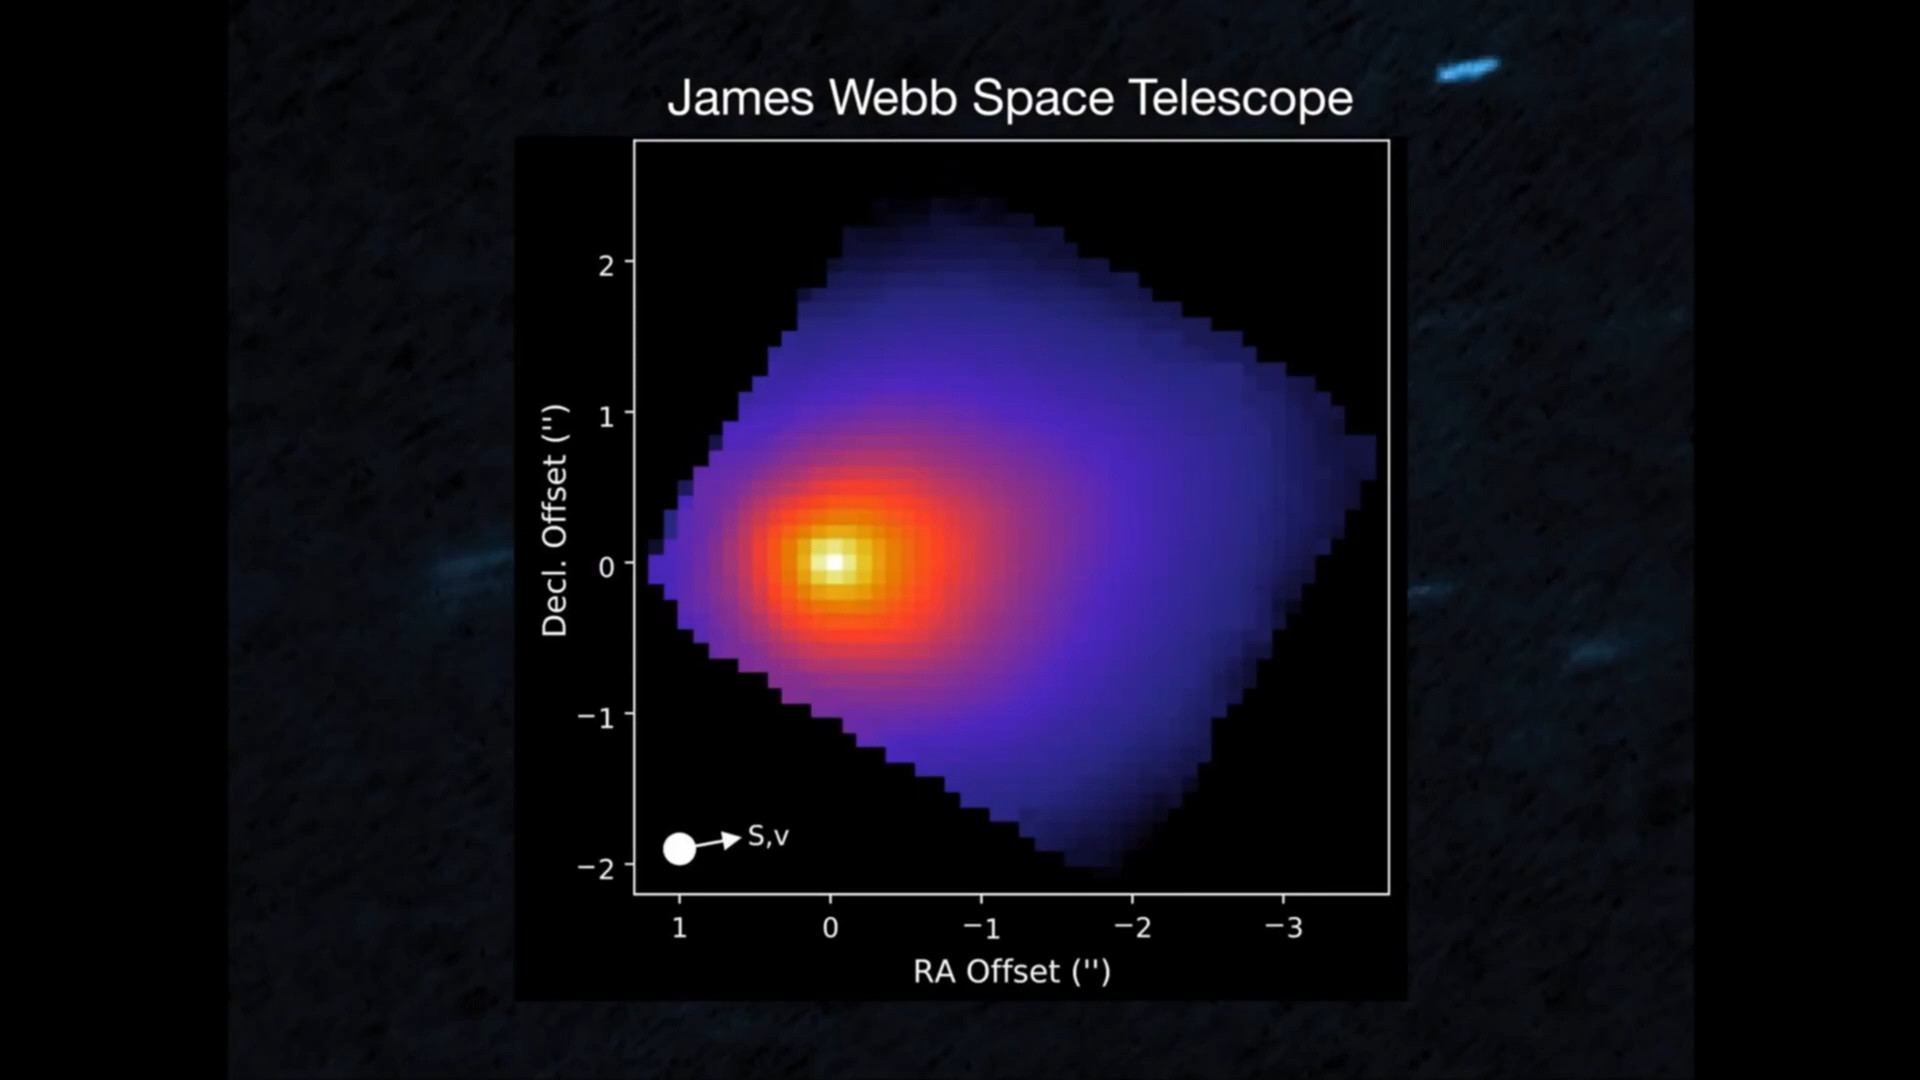 James Webb Space Telescope
2
1
0
−1
−2
Decl. Offset ('')
S,v
1
0
−1
−2
−3
RA Offset ('')